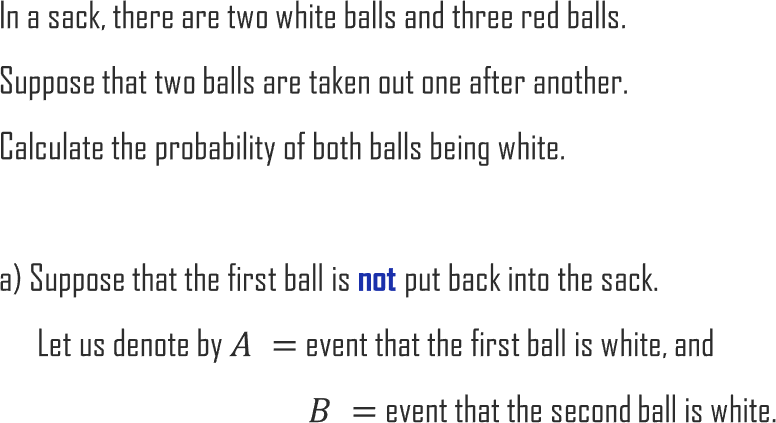 In a sack, there are two white balls and three red balls.
Suppose that two balls are taken out one after another.
Calculate the probability of both balls being white.
a) Suppose that the first ball is not put back into the sack.
Let us denote by A = event that the first ball is white, and
B = event that the second ball is white.